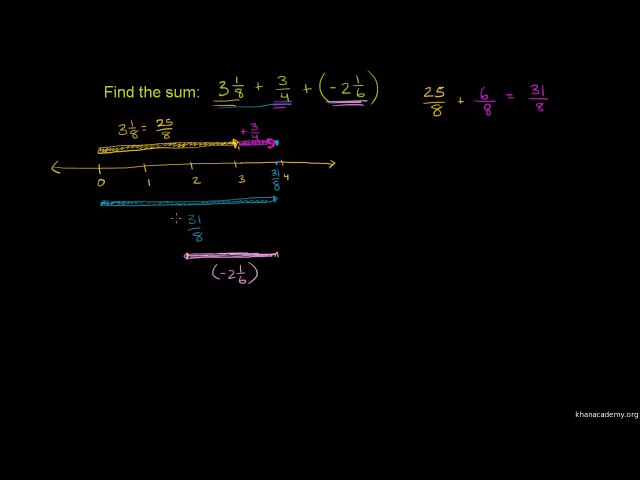 Find the sum: 3 1/8 + 3/4 + (-2 1/6)
25/8 + 6/8 = 31/8
3 1/8 = 25/8
+ 3/4
0 1 2 3 31/8 4
31/8
(-2 1/6)
khanacademy.org